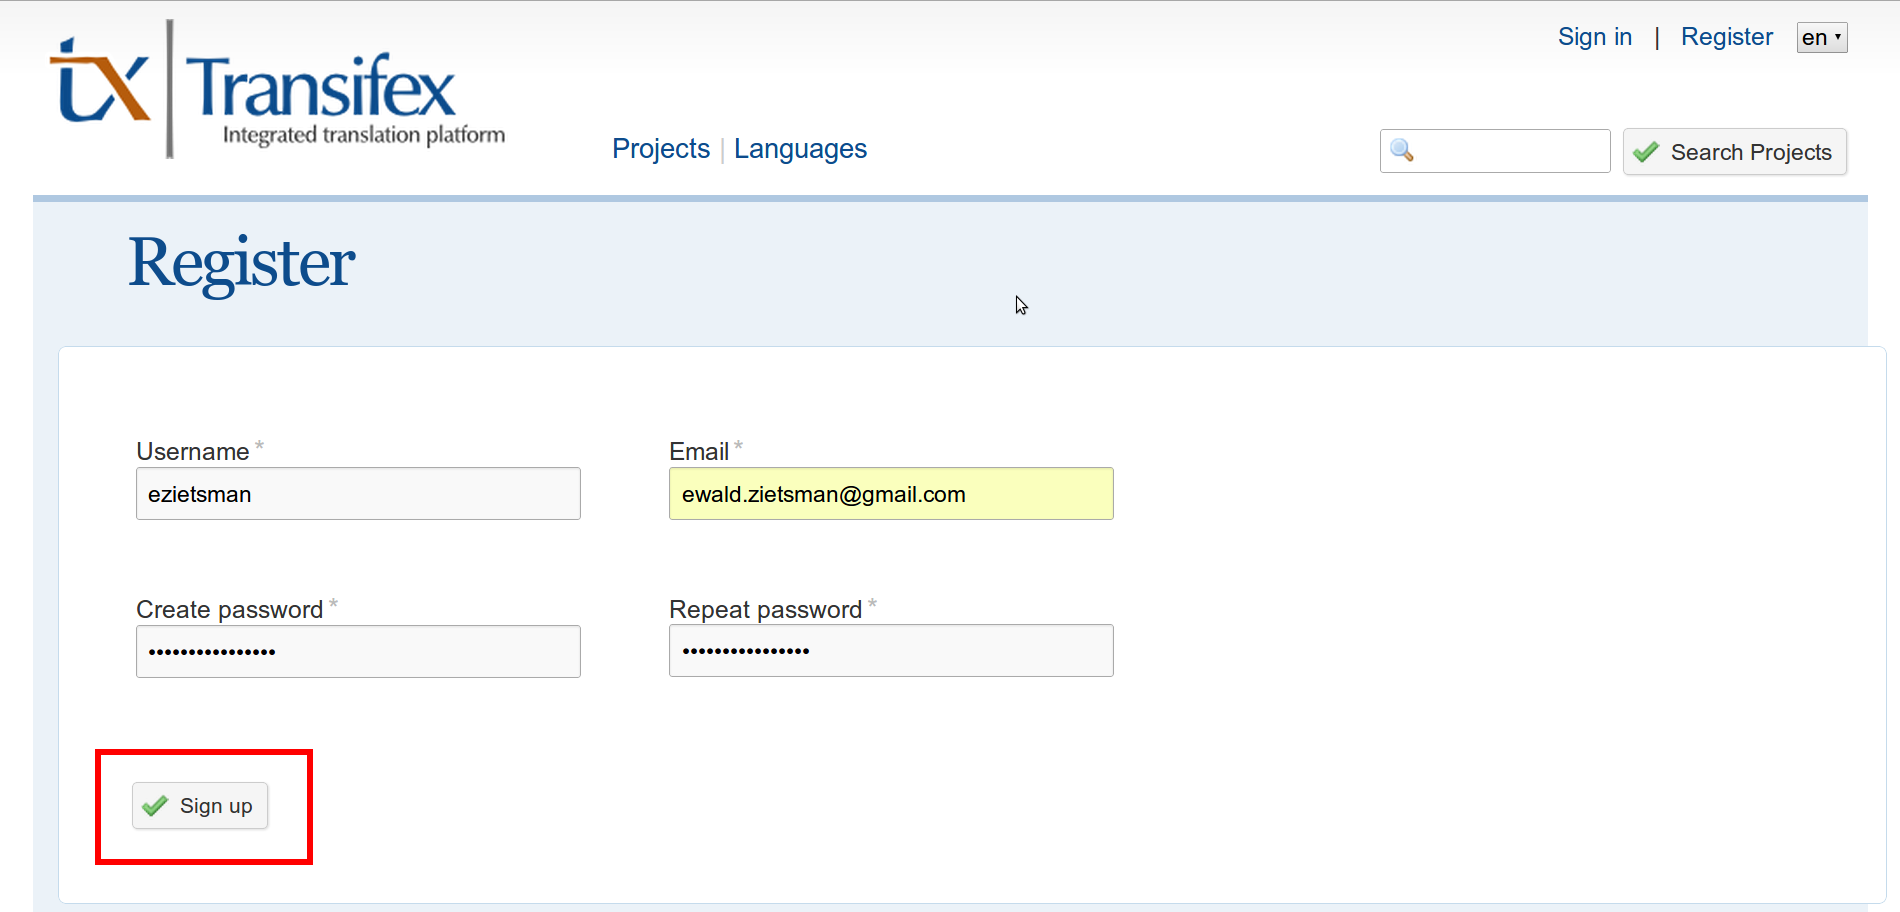 Sign in | Register en
tx Transifex
Integrated translation platform
Projects | Languages
Search Projects
Register
Username * Email *
ezietsman ewald.zietsman@gmail.com
Create password * Repeat password *
•••••••••••••••• ••••••••••••••••
Sign up